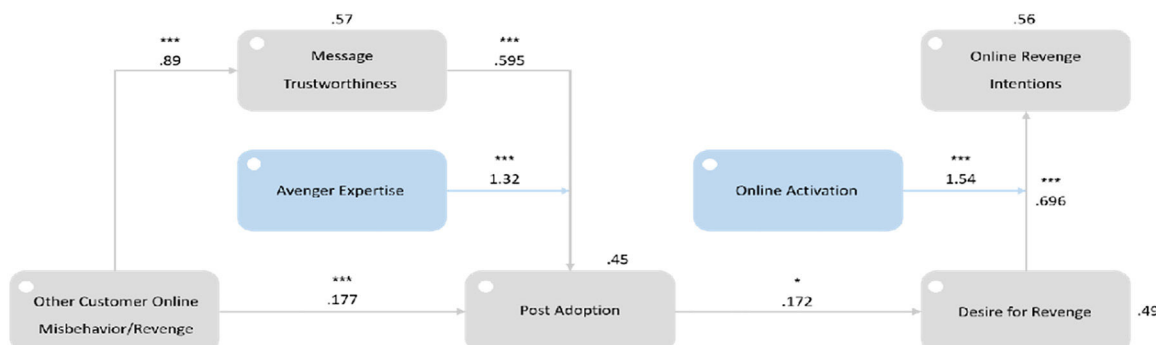 .57
.56
***
.89
Message
Trustworthiness
***
.595
Online Revenge
Intentions
Avenger Expertise
***
1.32
Online Activation
***
1.54
***
.696
Other Customer Online
Misbehavior/Revenge
***
.177
Post Adoption
.45
*
.172
Desire for Revenge
.49